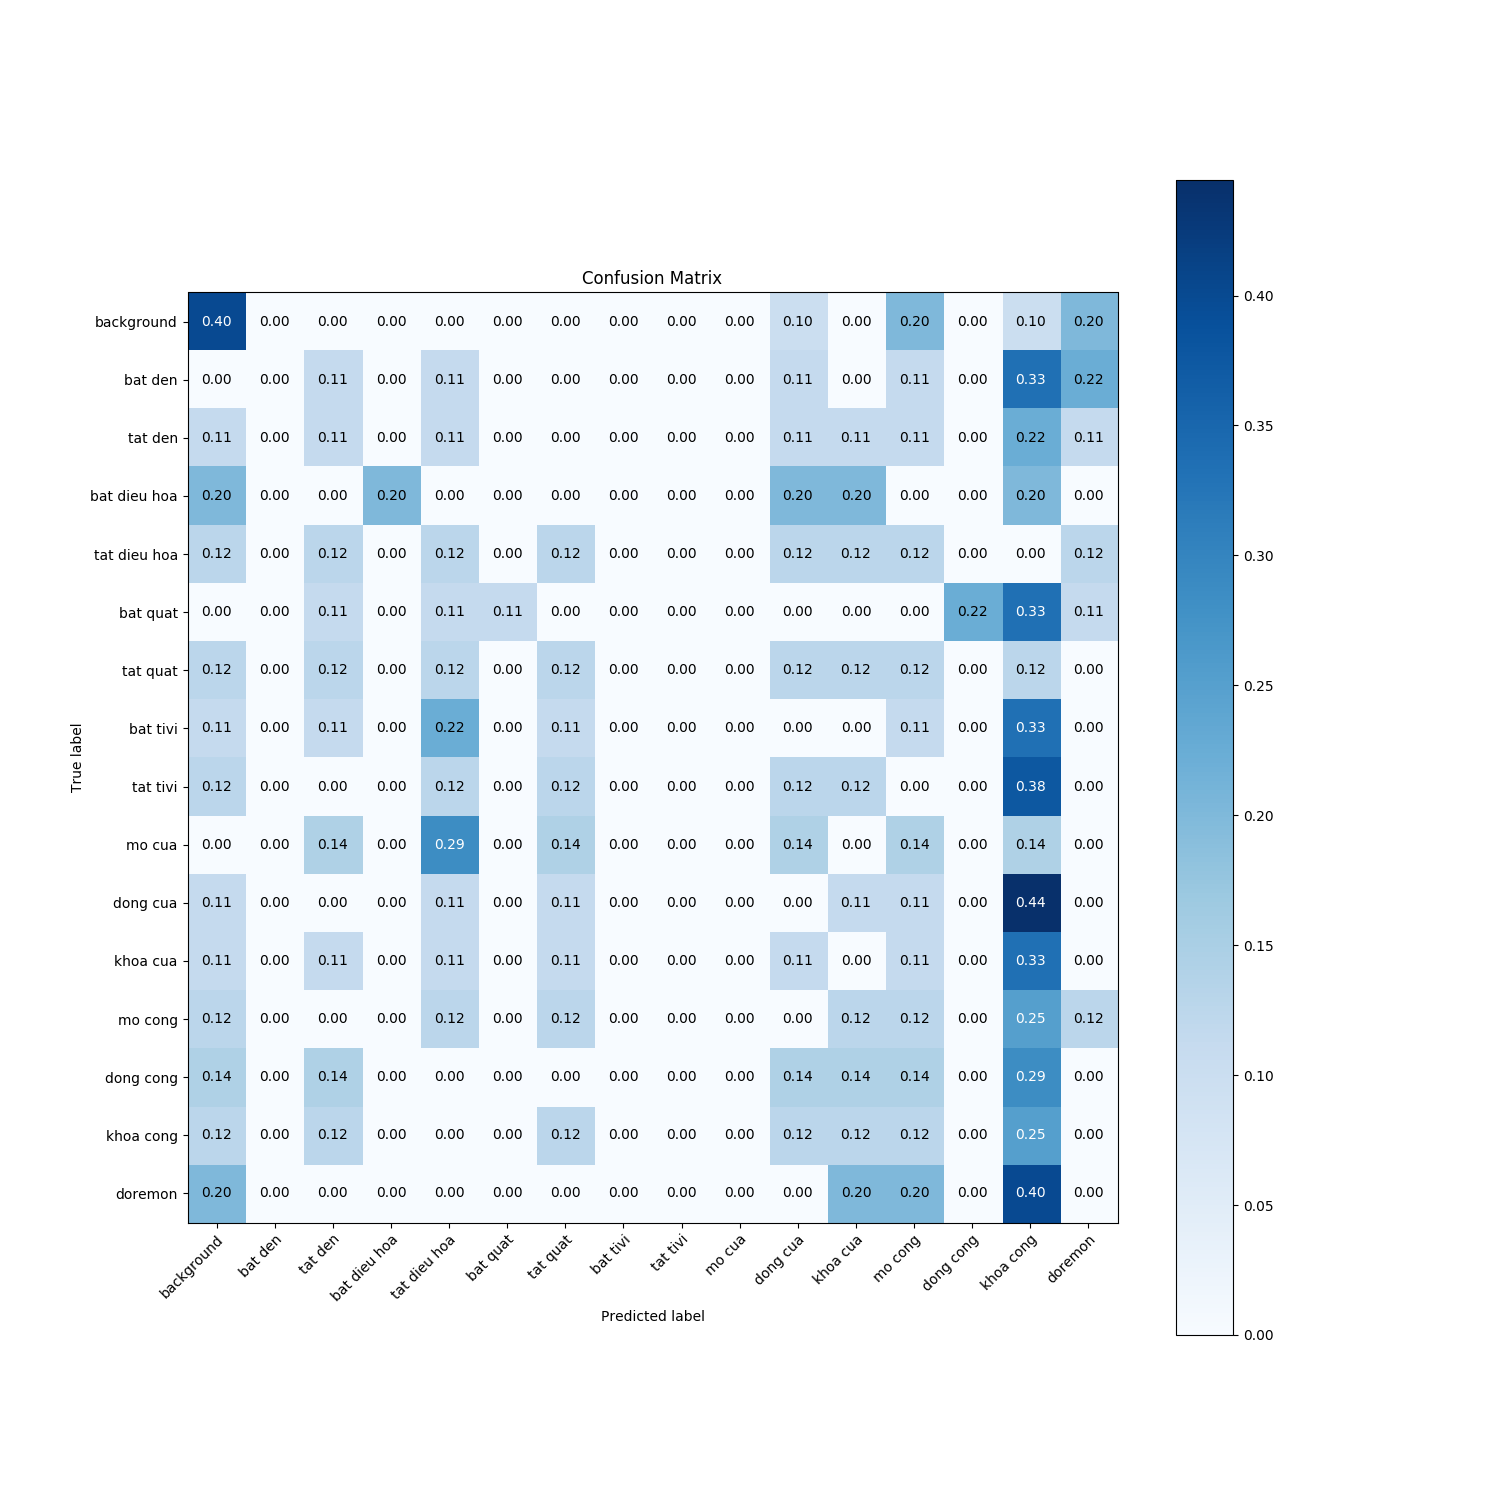 Confusion Matrix
background 0.40 0.00 0.00 0.00 0.00 0.00 0.00 0.00 0.00 0.00 0.10 0.00 0.20 0.00 0.10 0.20
bat den 0.00 0.00 0.11 0.00 0.11 0.00 0.00 0.00 0.00 0.00 0.11 0.00 0.11 0.00 0.33 0.22
tat den 0.11 0.00 0.11 0.00 0.11 0.00 0.00 0.00 0.00 0.00 0.11 0.11 0.11 0.00 0.22 0.11
bat dieu hoa 0.20 0.00 0.00 0.20 0.00 0.00 0.00 0.00 0.00 0.00 0.20 0.20 0.00 0.00 0.20 0.00
tat dieu hoa 0.12 0.00 0.12 0.00 0.12 0.00 0.12 0.00 0.00 0.00 0.12 0.12 0.12 0.00 0.00 0.12
bat quat 0.00 0.00 0.11 0.00 0.11 0.11 0.00 0.00 0.00 0.00 0.00 0.00 0.00 0.22 0.33 0.11
tat quat 0.12 0.00 0.12 0.00 0.12 0.00 0.12 0.00 0.00 0.00 0.12 0.12 0.12 0.00 0.12 0.00
bat tivi 0.11 0.00 0.11 0.00 0.22 0.00 0.11 0.00 0.00 0.00 0.00 0.00 0.11 0.00 0.33 0.00
tat tivi 0.12 0.00 0.00 0.00 0.12 0.00 0.12 0.00 0.00 0.00 0.12 0.12 0.00 0.00 0.38 0.00
mo cua 0.00 0.00 0.14 0.00 0.29 0.00 0.14 0.00 0.00 0.00 0.14 0.00 0.14 0.00 0.14 0.00
dong cua 0.11 0.00 0.00 0.00 0.11 0.00 0.11 0.00 0.00 0.00 0.00 0.11 0.11 0.00 0.44 0.00
khoa cua 0.11 0.00 0.11 0.00 0.11 0.00 0.11 0.00 0.00 0.00 0.11 0.00 0.11 0.00 0.33 0.00
mo cong 0.12 0.00 0.00 0.00 0.12 0.00 0.12 0.00 0.00 0.00 0.00 0.12 0.12 0.00 0.25 0.12
dong cong 0.14 0.00 0.14 0.00 0.00 0.00 0.00 0.00 0.00 0.00 0.14 0.14 0.14 0.00 0.29 0.00
khoa cong 0.12 0.00 0.12 0.00 0.00 0.00 0.12 0.00 0.00 0.00 0.12 0.12 0.12 0.00 0.25 0.00
doremon 0.20 0.00 0.00 0.00 0.00 0.00 0.00 0.00 0.00 0.00 0.00 0.20 0.20 0.00 0.40 0.00
True label
background bat den tat den bat dieu hoa tat dieu hoa bat quat tat quat bat tivi tat tivi mo cua dong cua khoa cua mo cong dong cong khoa cong doremon
Predicted label
0.40
0.35
0.30
0.25
0.20
0.15
0.10
0.05
0.00